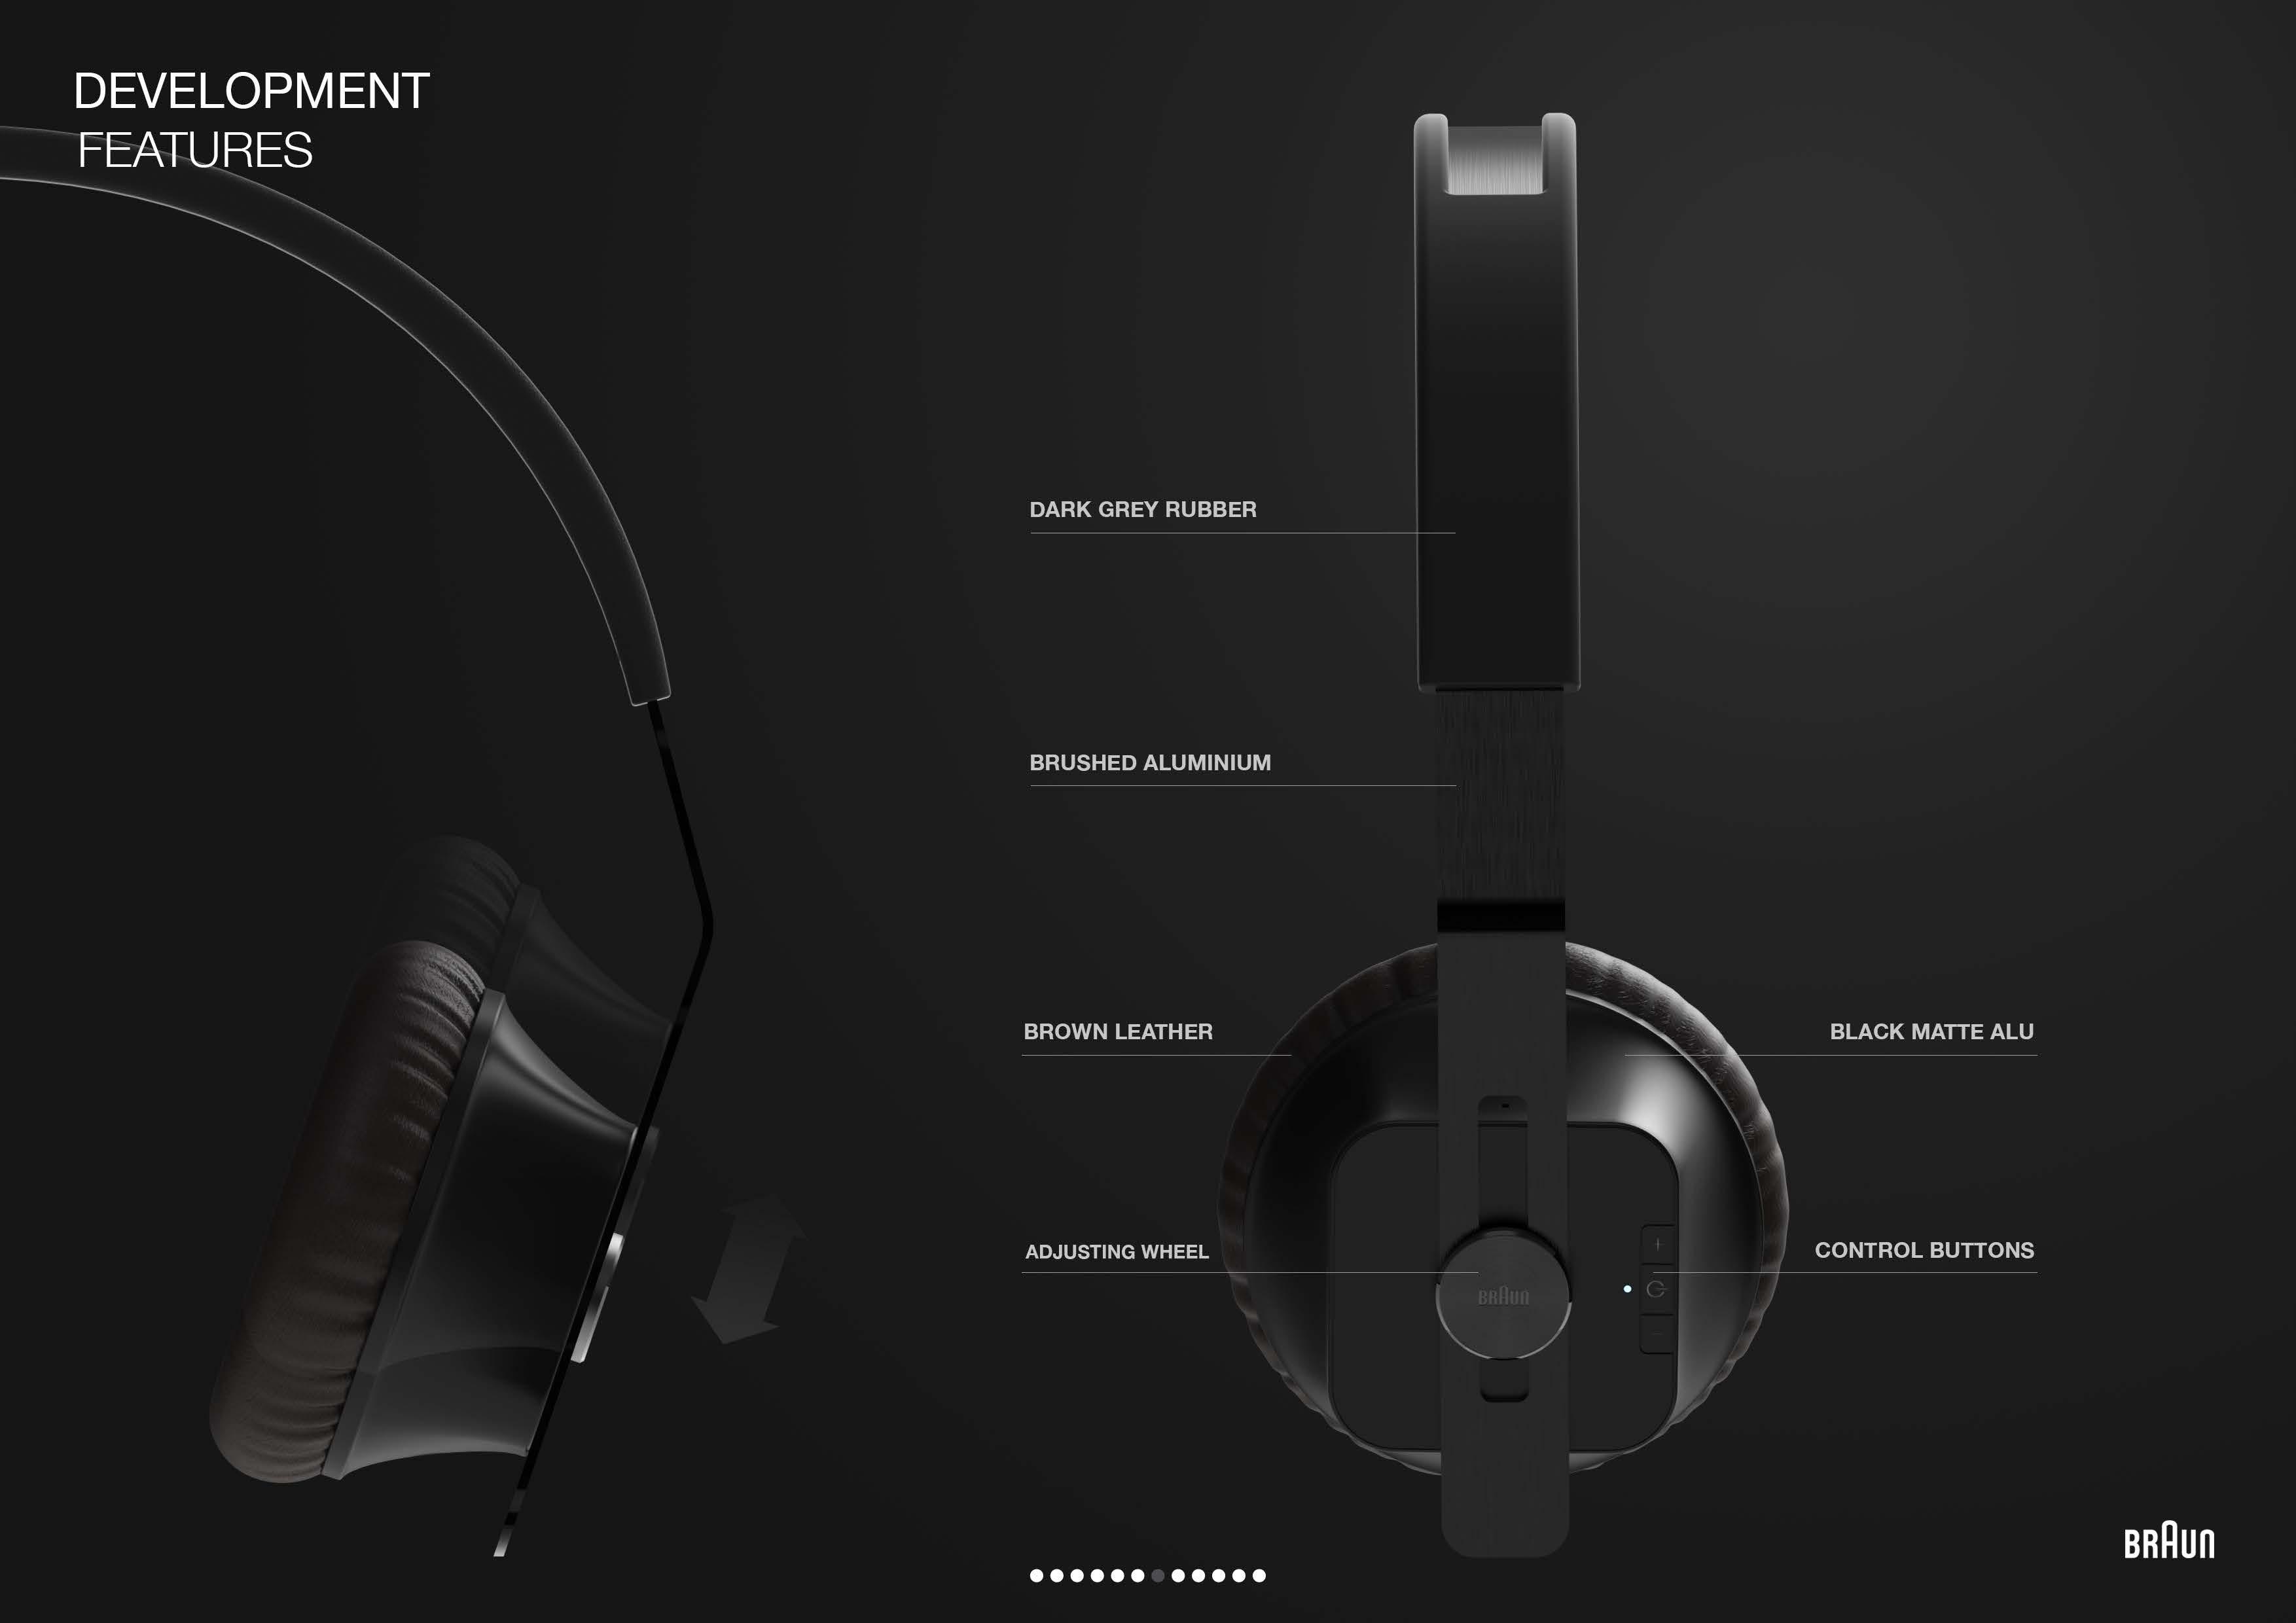 DEVELOPMENT
FEATURES
DARK GREY RUBBER
BRUSHED ALUMINIUM
BROWN LEATHER
BLACK MATTE ALU
ADJUSTING WHEEL
CONTROL BUTTONS
+
BRAUN
-
BRAUN